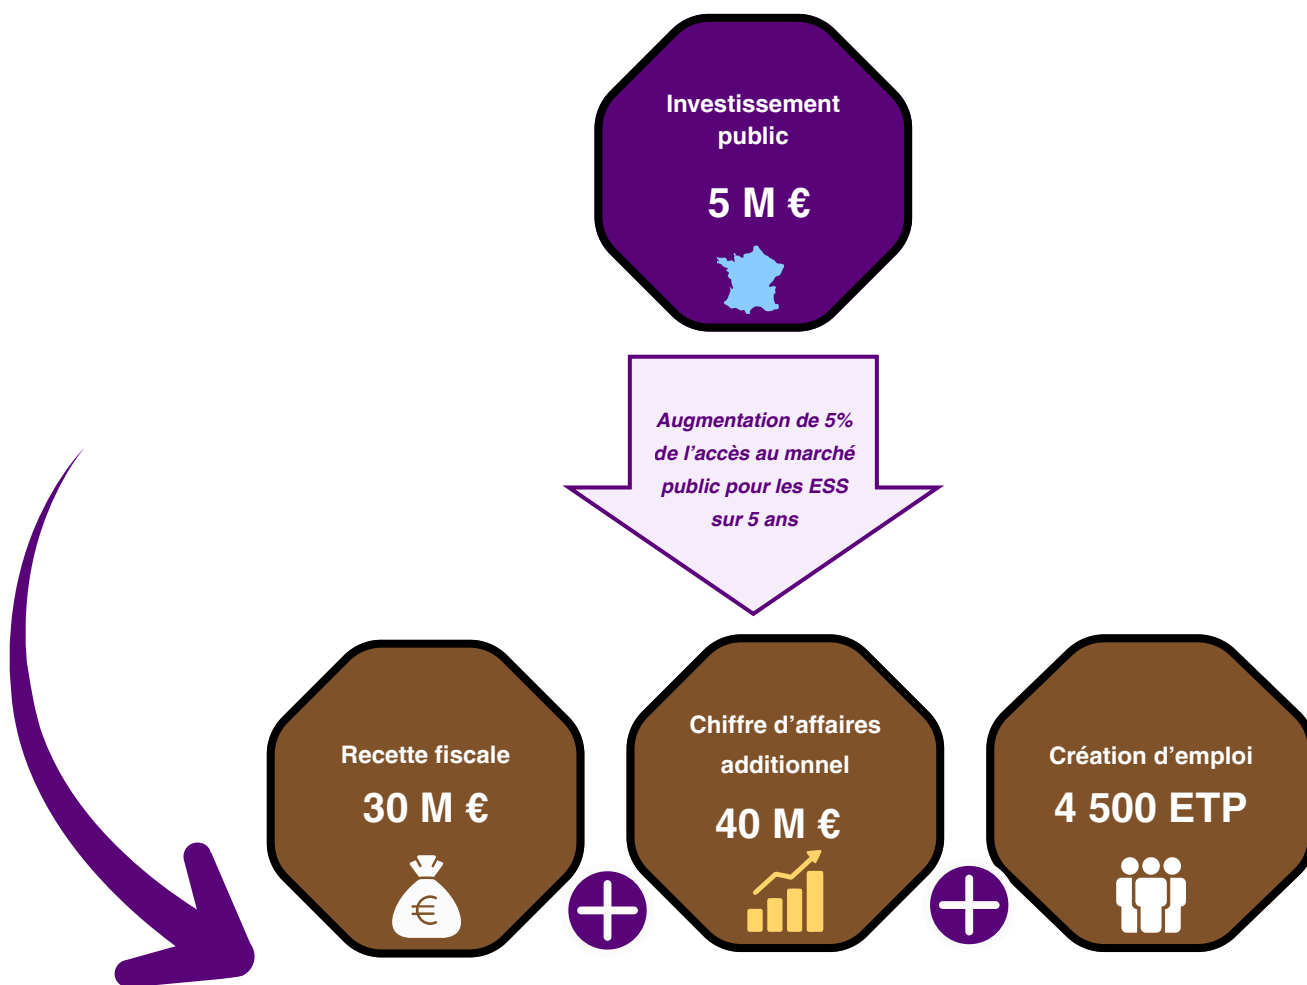 Investissement
public
5 M €
Augmentation de 5%
de l’accès au marché
public pour les ESS
sur 5 ans
Recette fiscale
30 M €
€
Chiffre d’affaires
additionnel
40 M €
Création d’emploi
4 500 ETP